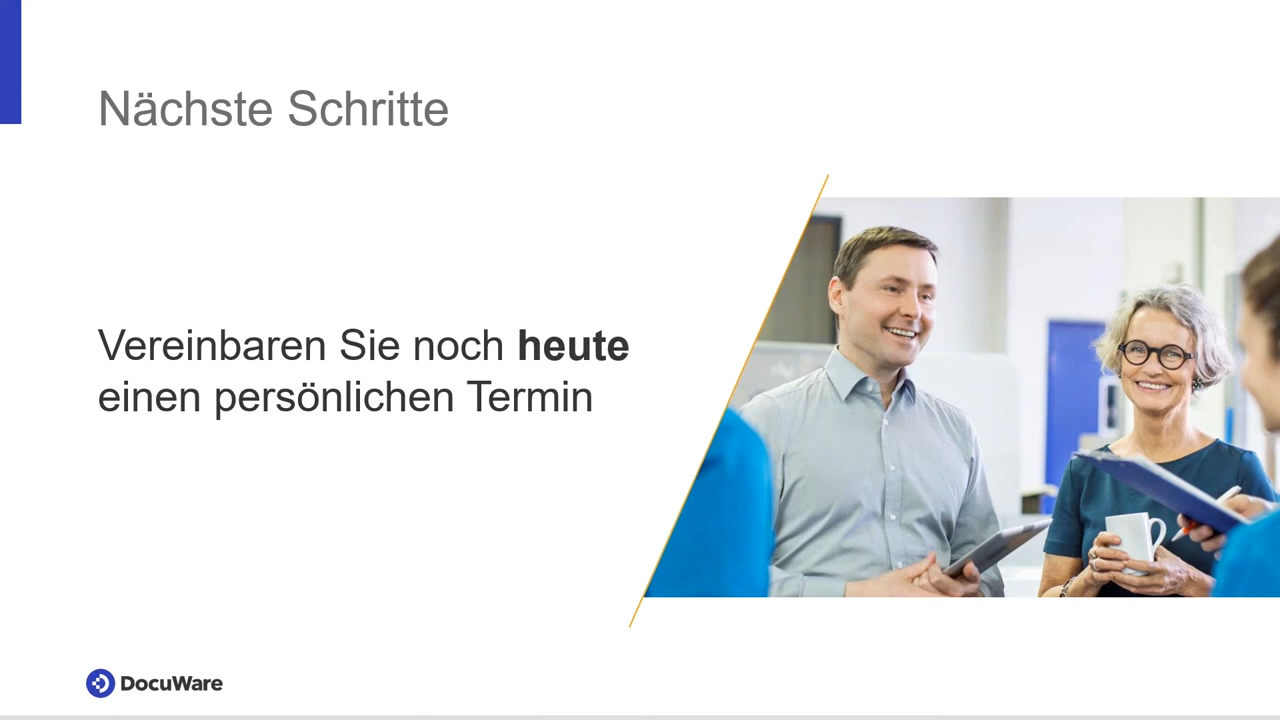 Nächste Schritte
Vereinbaren Sie noch heute
einen persönlichen Termin
DocuWare